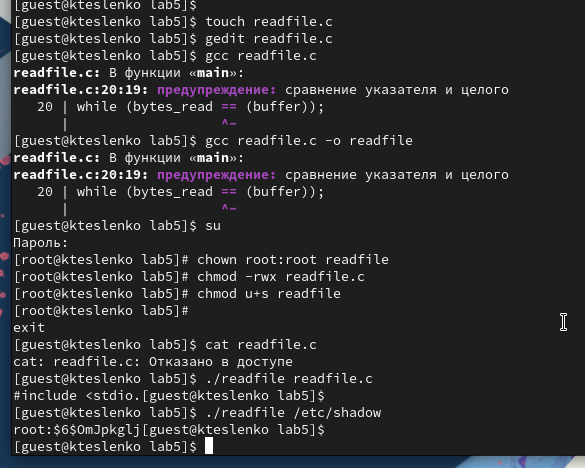 [guest@kteslenko lab5]$
[guest@kteslenko lab5]$ touch readfile.c
[guest@kteslenko lab5]$ gedit readfile.c
[guest@kteslenko lab5]$ gcc readfile.c
readfile.c: В функции «main»:
readfile.c:20:19: предупреждение: сравнение указателя и целого
20 | while (bytes_read == (buffer));
| ^~
[guest@kteslenko lab5]$ gcc readfile.c -o readfile
readfile.c: В функции «main»:
readfile.c:20:19: предупреждение: сравнение указателя и целого
20 | while (bytes_read == (buffer));
| ^~
[guest@kteslenko lab5]$ su
Пароль:
[root@kteslenko lab5]# chown root:root readfile
[root@kteslenko lab5]# chmod -rwx readfile.c
[root@kteslenko lab5]# chmod u+s readfile
[root@kteslenko lab5]#
exit
[guest@kteslenko lab5]$ cat readfile.c
cat: readfile.c: Отказано в доступе
[guest@kteslenko lab5]$ ./readfile readfile.c
#include <stdio.[guest@kteslenko lab5]$
[guest@kteslenko lab5]$ ./readfile /etc/shadow
root:$6$OmJpkglj[guest@kteslenko lab5]$
[guest@kteslenko lab5]$